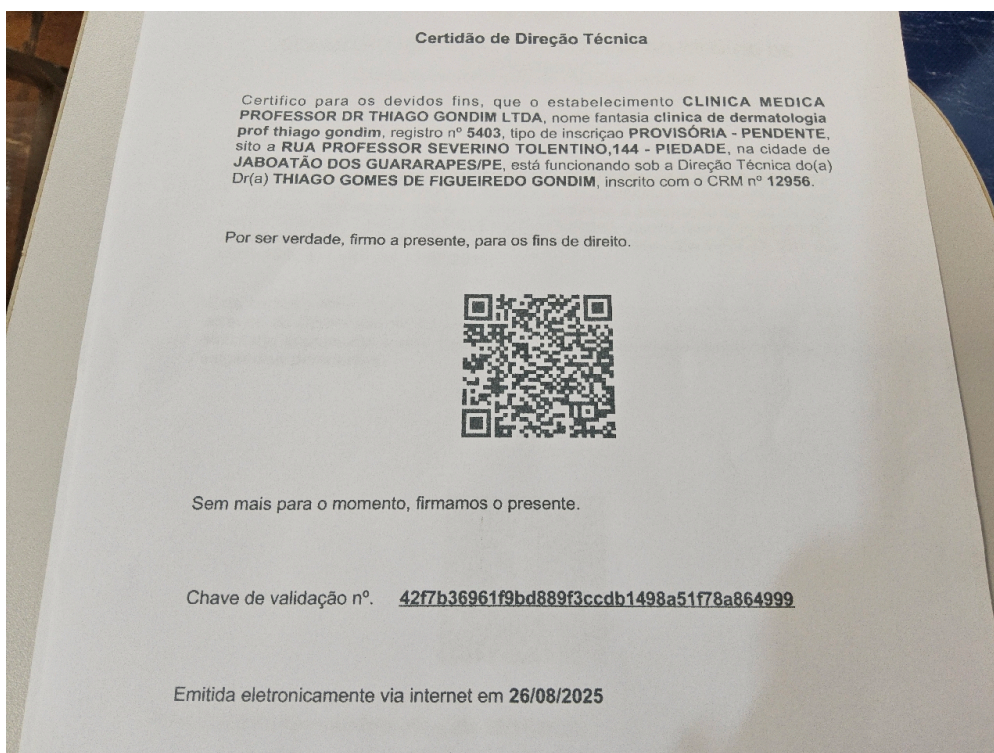 Certidão de Direção Técnica
Certifico para os devidos fins, que o estabelecimento CLINICA MEDICA
PROFESSOR DR THIAGO GONDIM LTDA, nome fantasia clinica de dermatologia
prof thiago gondim, registro nº 5403, tipo de inscriçao PROVISÓRIA - PENDENTE,
sito a RUA PROFESSOR SEVERINO TOLENTINO,144 - PIEDADE, na cidade de
JABOATÃO DOS GUARARAPES/PE, está funcionando sob a Direção Técnica do(a)
Dr(a) THIAGO GOMES DE FIGUEIREDO GONDIM, inscrito com o CRM nº 12956.
Por ser verdade, firmo a presente, para os fins de direito.
Sem mais para o momento, firmamos o presente.
Chave de validação nº. 42f7b36961f9bd889f3ccdb1498a51f78a864999
Emitida eletronicamente via internet em 26/08/2025